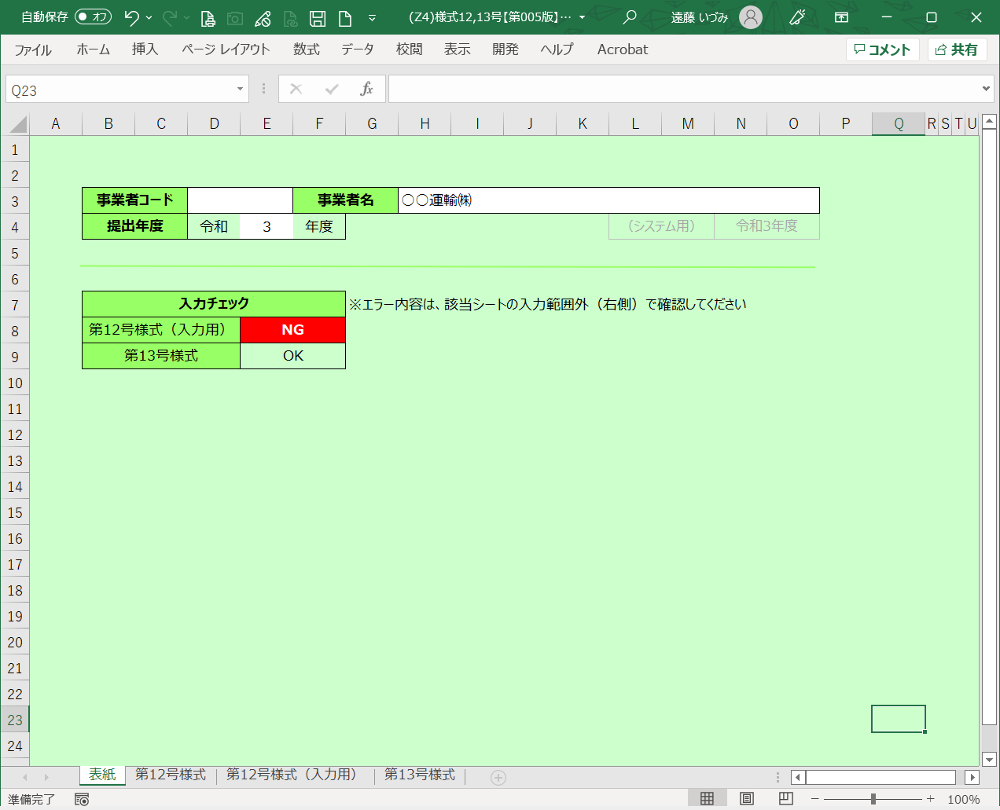 自動保存 オフ (Z4)様式12,13号【第005版】… 遠藤 いづみ
ファイル ホーム 挿入 ページ レイアウト 数式 データ 校閲 表示 開発 ヘルプ Acrobat コメント 共有
Q23 fx
A B C D E F G H I J K L M N O P Q R S T U
1
2
3 事業者コード 事業者名 〇〇運輸㈱
4 提出年度 令和 3 年度 （システム用） 令和3年度
5
6
7 入力チェック ※エラー内容は、該当シートの入力範囲外（右側）で確認してください
8 第12号様式（入力用） NG
9 第13号様式 OK
10
11
12
13
14
15
16
17
18
19
20
21
22
23
24
表紙 第12号様式 第12号様式（入力用） 第13号様式
準備完了 100%